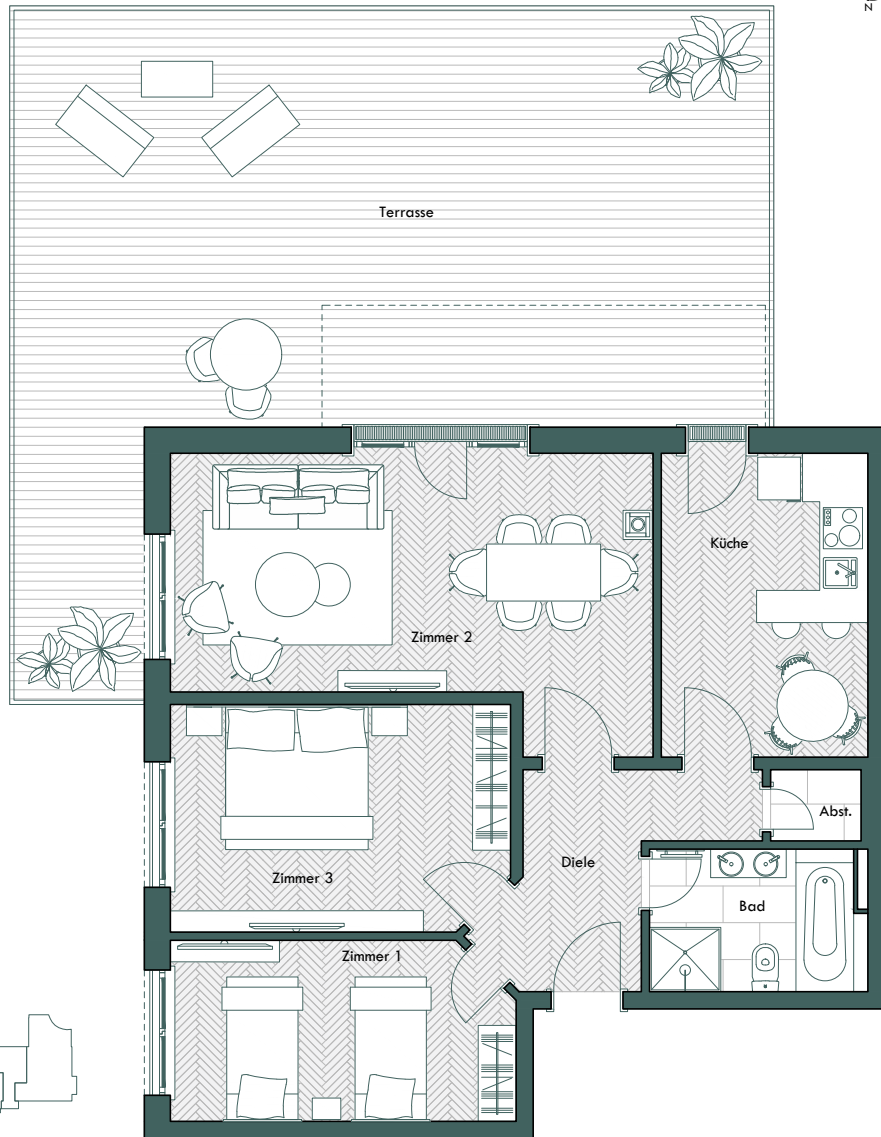 N
Terrasse
Küche
Zimmer 2
Abst.
Diele
Zimmer 3
Bad
Zimmer 1